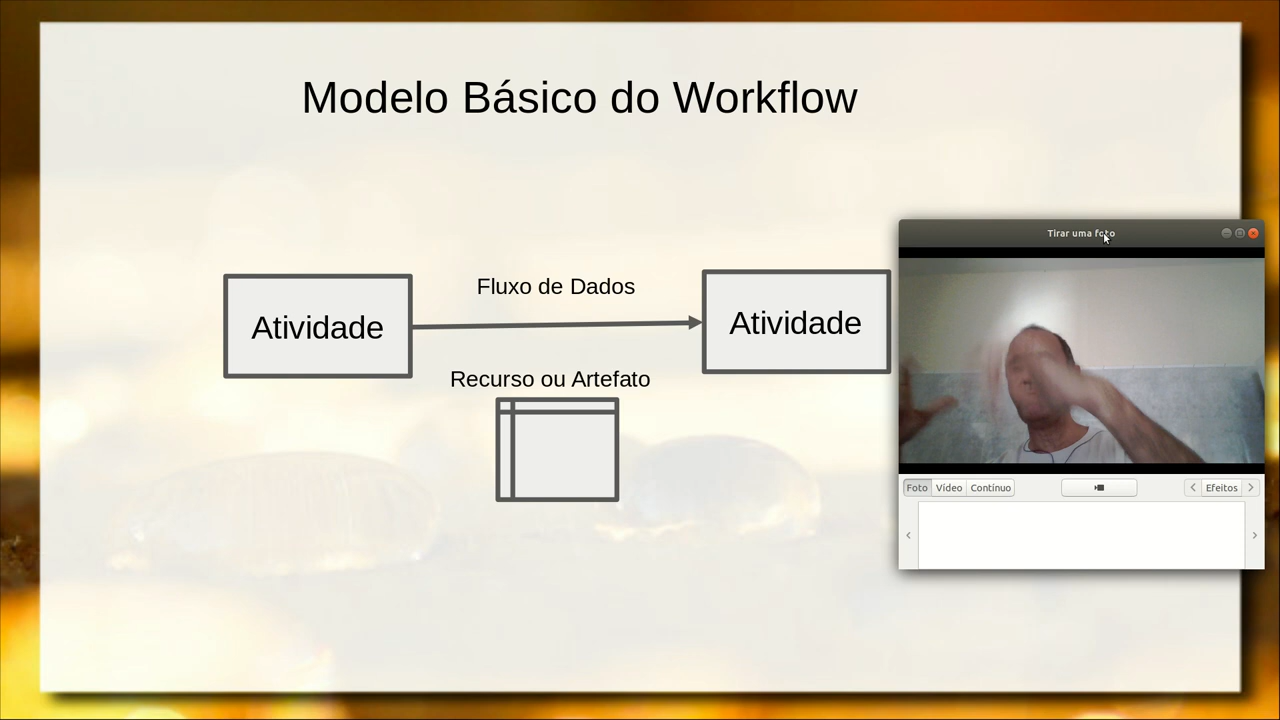 Modelo Básico do Workflow
Fluxo de Dados
Atividade
Atividade
Recurso ou Artefato
Tirar uma foto
Foto
Vídeo
Contínuo
Efeitos